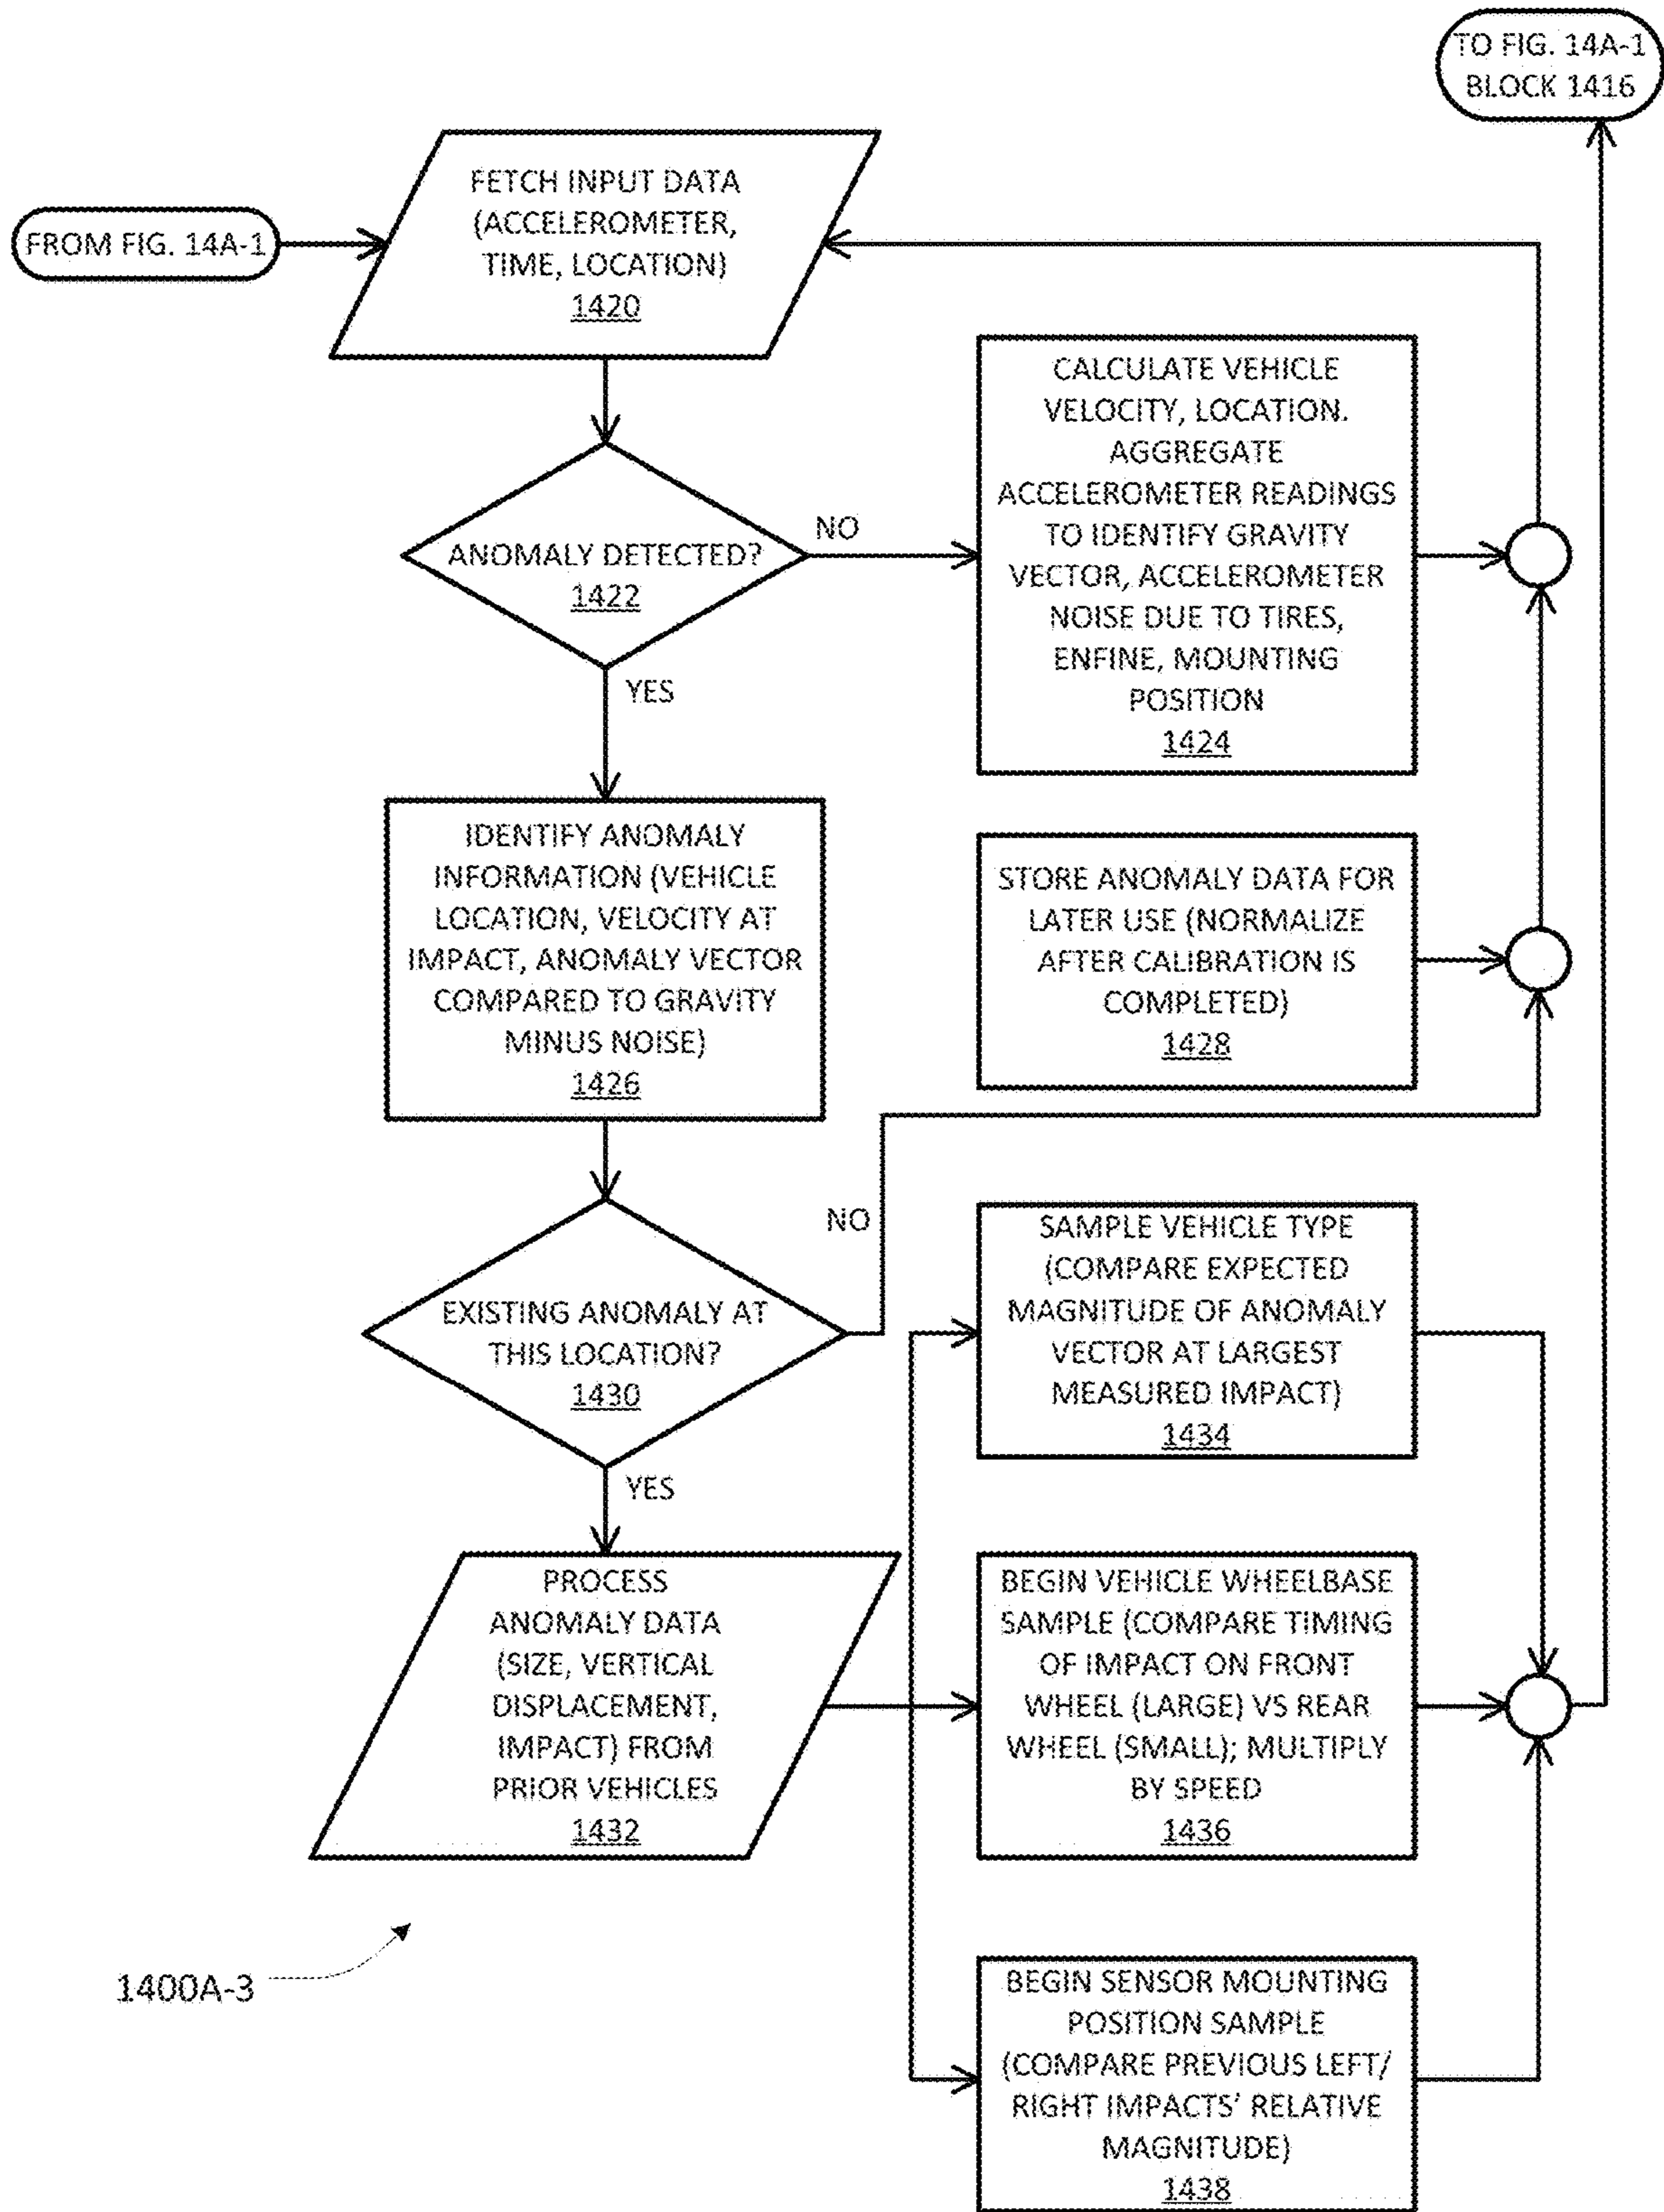 TO FIG. 14A-1
BLOCK 1416
FROM FIG. 14A-1
FETCH INPUT DATA
(ACCELEROMETER,
TIME, LOCATION)
1420
ANOMALY DETECTED?
1422
NO
YES
CALCULATE VEHICLE
VELOCITY, LOCATION.
AGGREGATE
ACCELEROMETER READINGS
TO IDENTIFY GRAVITY
VECTOR, ACCELEROMETER
NOISE DUE TO TIRES,
ENFINE, MOUNTING
POSITION
1424
IDENTIFY ANOMALY
INFORMATION (VEHICLE
LOCATION, VELOCITY AT
IMPACT, ANOMALY VECTOR
COMPARED TO GRAVITY
MINUS NOISE)
1426
STORE ANOMALY DATA FOR
LATER USE (NORMALIZE
AFTER CALIBRATION IS
COMPLETED)
1428
EXISTING ANOMALY AT
THIS LOCATION?
1430
NO
YES
SAMPLE VEHICLE TYPE
(COMPARE EXPECTED
MAGNITUDE OF ANOMALY
VECTOR AT LARGEST
MEASURED IMPACT)
1434
PROCESS
ANOMALY DATA
(SIZE, VERTICAL
DISPLACEMENT,
IMPACT) FROM
PRIOR VEHICLES
1432
BEGIN VEHICLE WHEELBASE
SAMPLE (COMPARE TIMING
OF IMPACT ON FRONT
WHEEL (LARGE) VS REAR
WHEEL (SMALL); MULTIPLY
BY SPEED
1436
BEGIN SENSOR MOUNTING
POSITION SAMPLE
(COMPARE PREVIOUS LEFT/
RIGHT IMPACTS' RELATIVE
MAGNITUDE)
1438
1400A-3